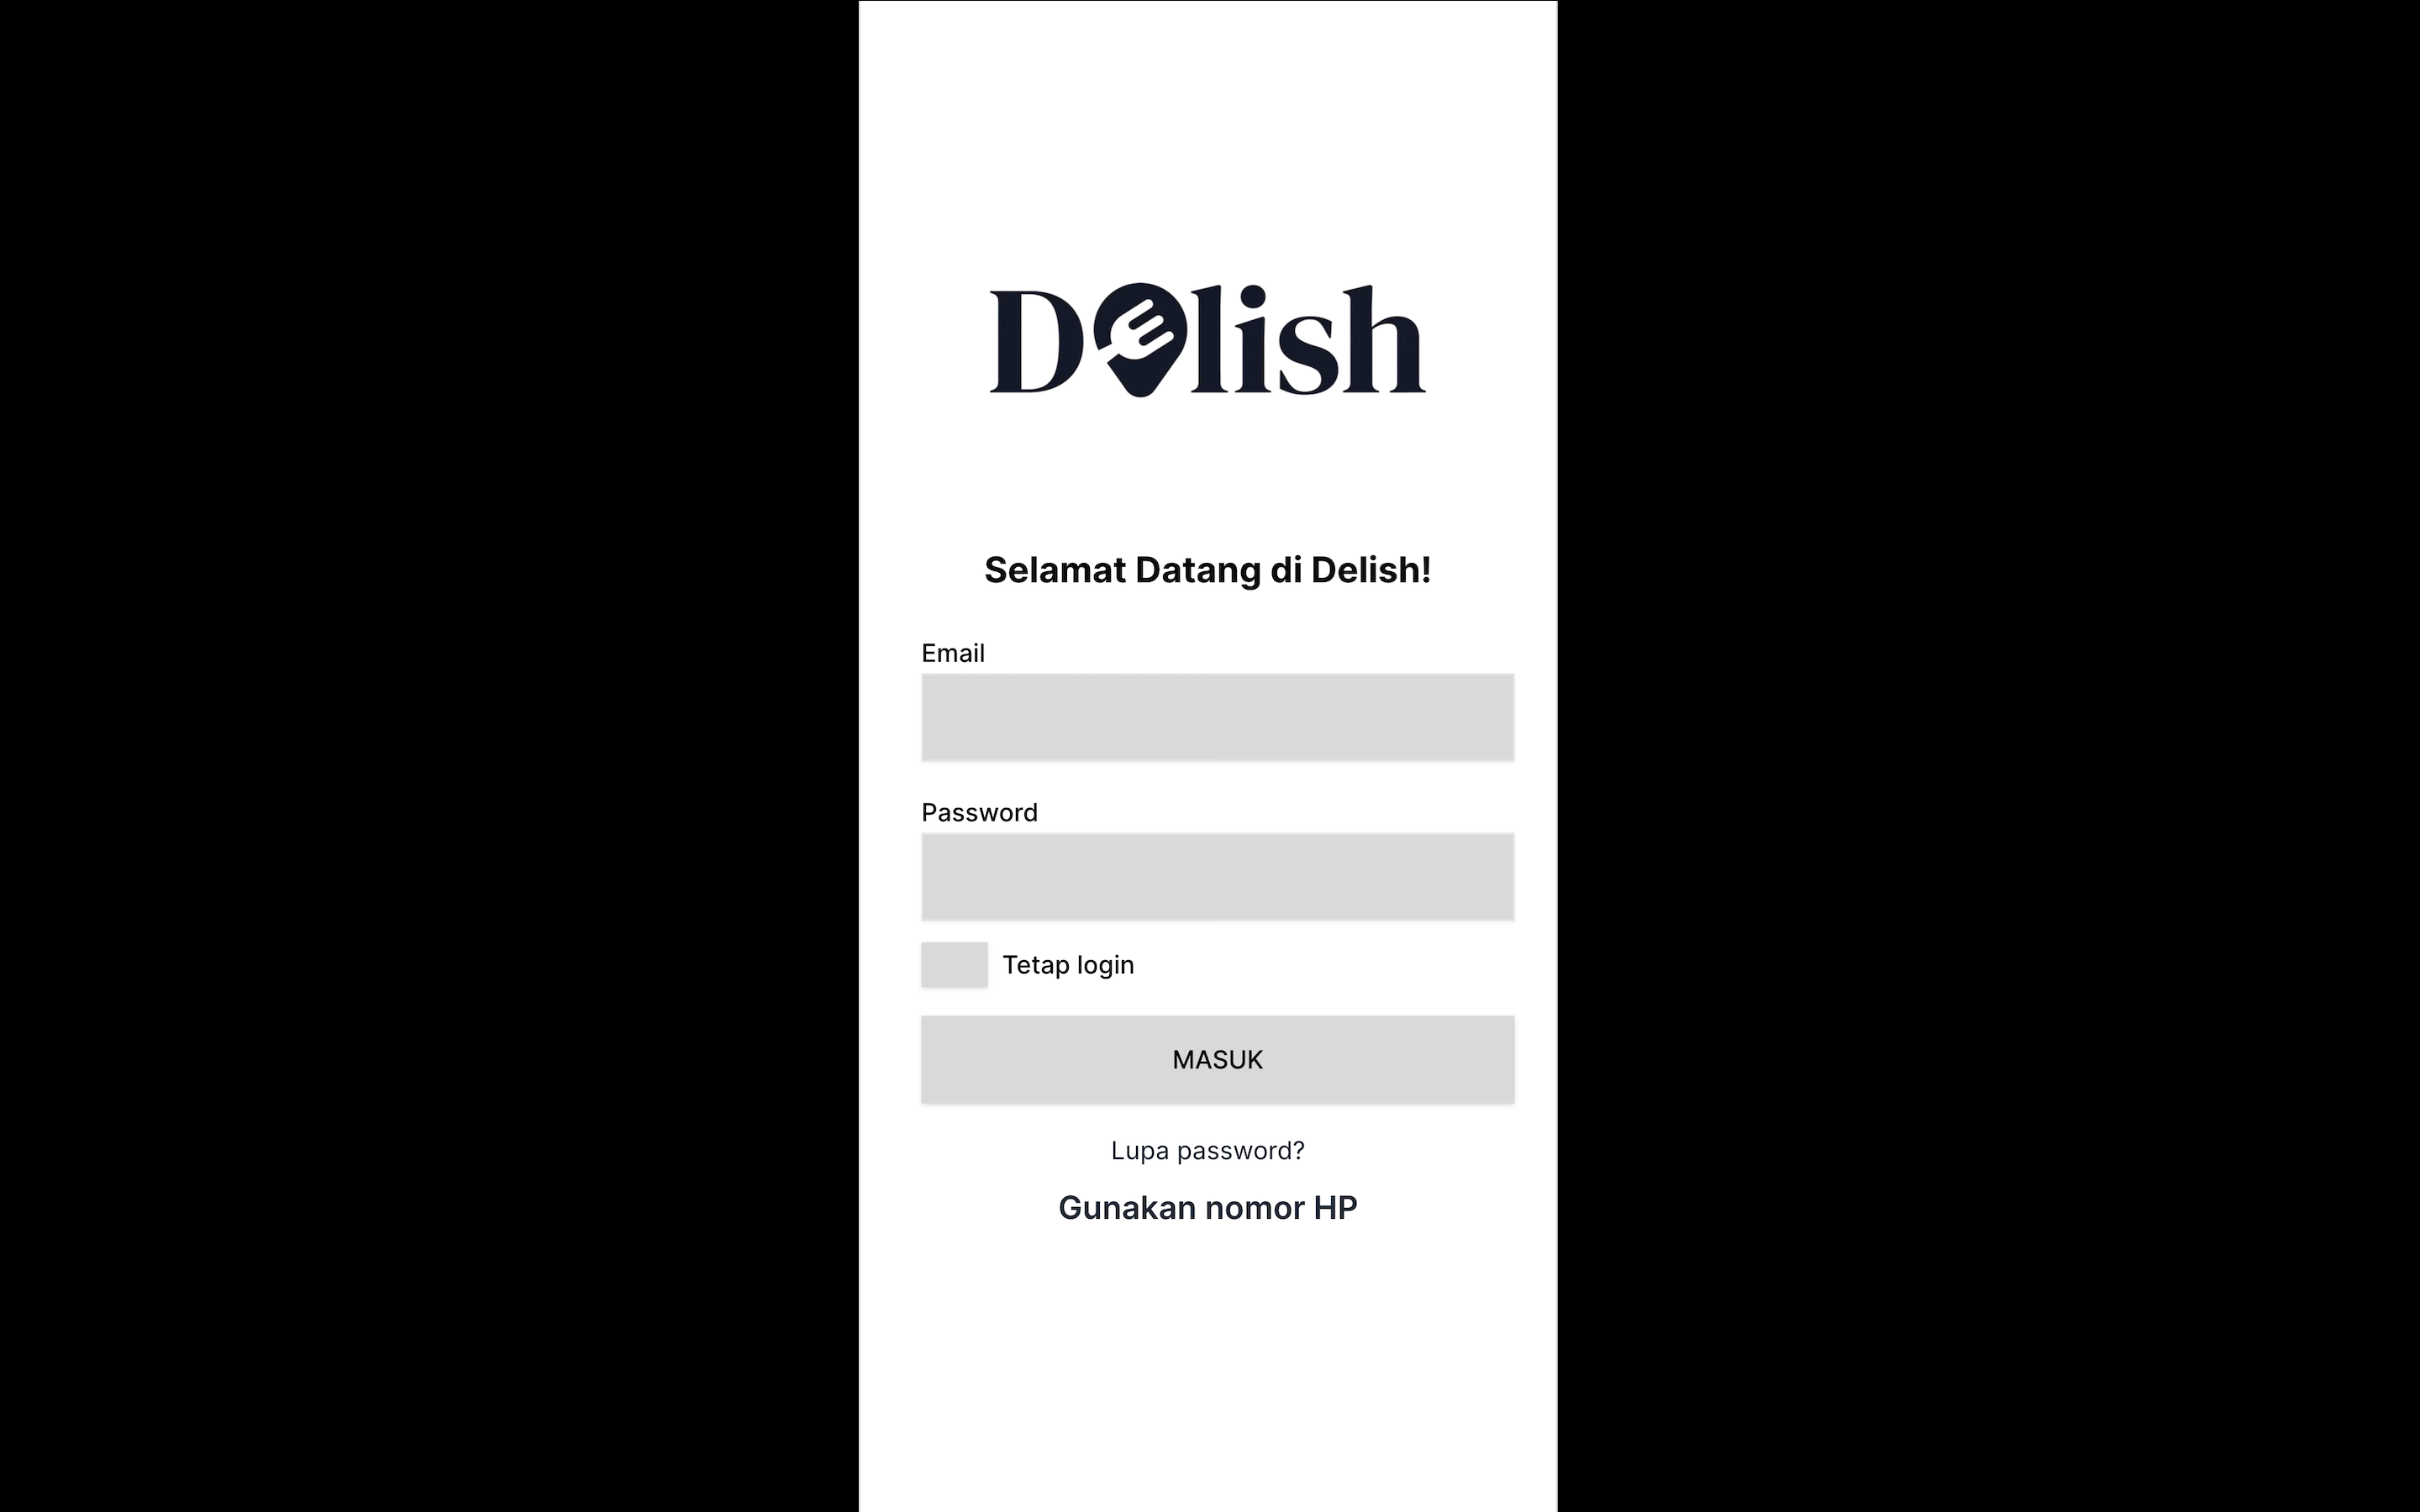 Delish
Selamat Datang di Delish!
Email
Password
Tetap login
MASUK
Lupa password?
Gunakan nomor HP